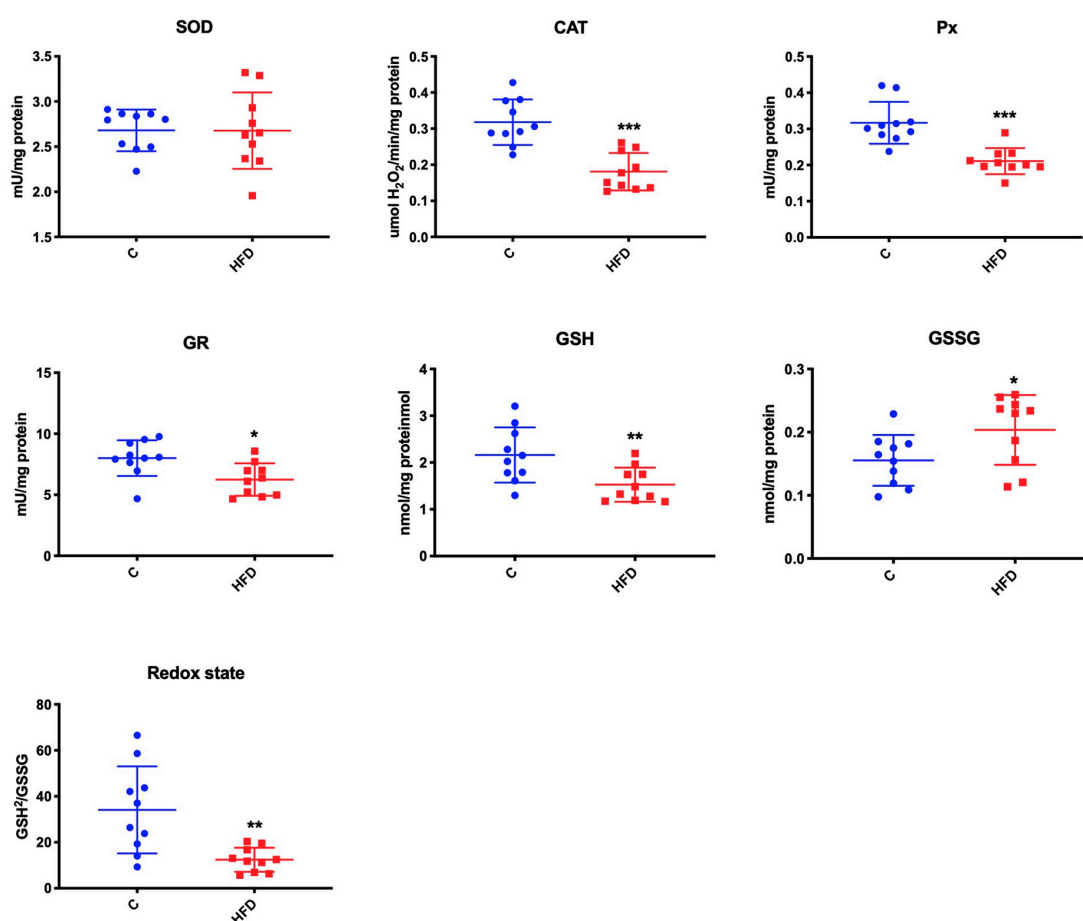 SOD
mU/mg protein
3.5
3.0
2.5
2.0
1.5
C
HFD
CAT
umol H₂O₂/min/mg protein
0.5
0.4
0.3
0.2
0.1
0.0
***
C
HFD
Px
mU/mg protein
0.5
0.4
0.3
0.2
0.1
0.0
***
C
HFD
GR
mU/mg protein
15
10
5
0
*
C
HFD
GSH
nmol/mg proteinnmol
4
3
2
1
0
**
C
HFD
GSSG
nmol/mg protein
0.3
0.2
0.1
0.0
*
C
HFD
Redox state
GSH²/GSSG
80
60
40
20
0
**
C
HFD